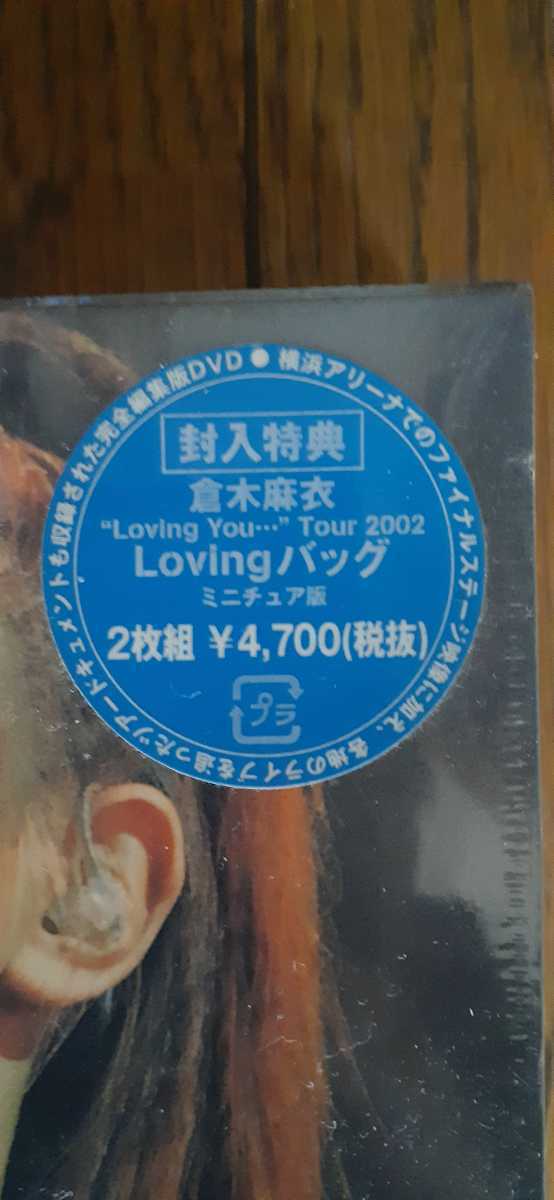 横浜アリーナでのファイナルステージ映像に加え、各地のライブを追ったツアードキュメントも収録された完全編集版DVD●
封入特典
倉木麻衣
“Loving You…” Tour 2002
Lovingバッグ
ミニチュア版
2枚組 ¥4,700(税抜)
プラ